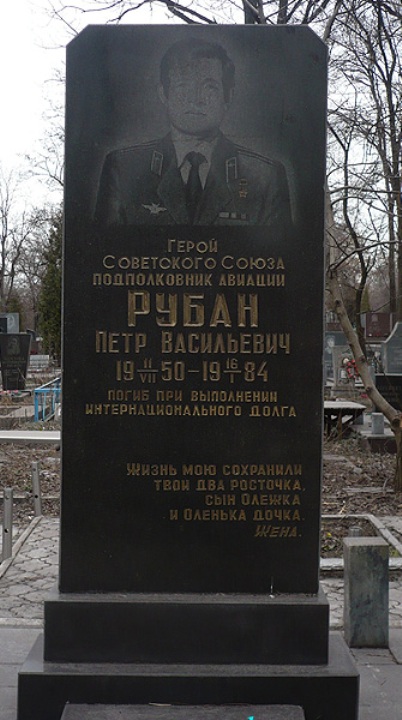 Герой
Советского Союза
подполковник авиации
Рубан
Петр Васильевич
19 11/VII 50 – 19 16/I 84
погиб при выполнении
интернационального долга
Жизнь мою сохранили
твои два росточка,
сын Олежка
и Оленька дочка.
Жена.